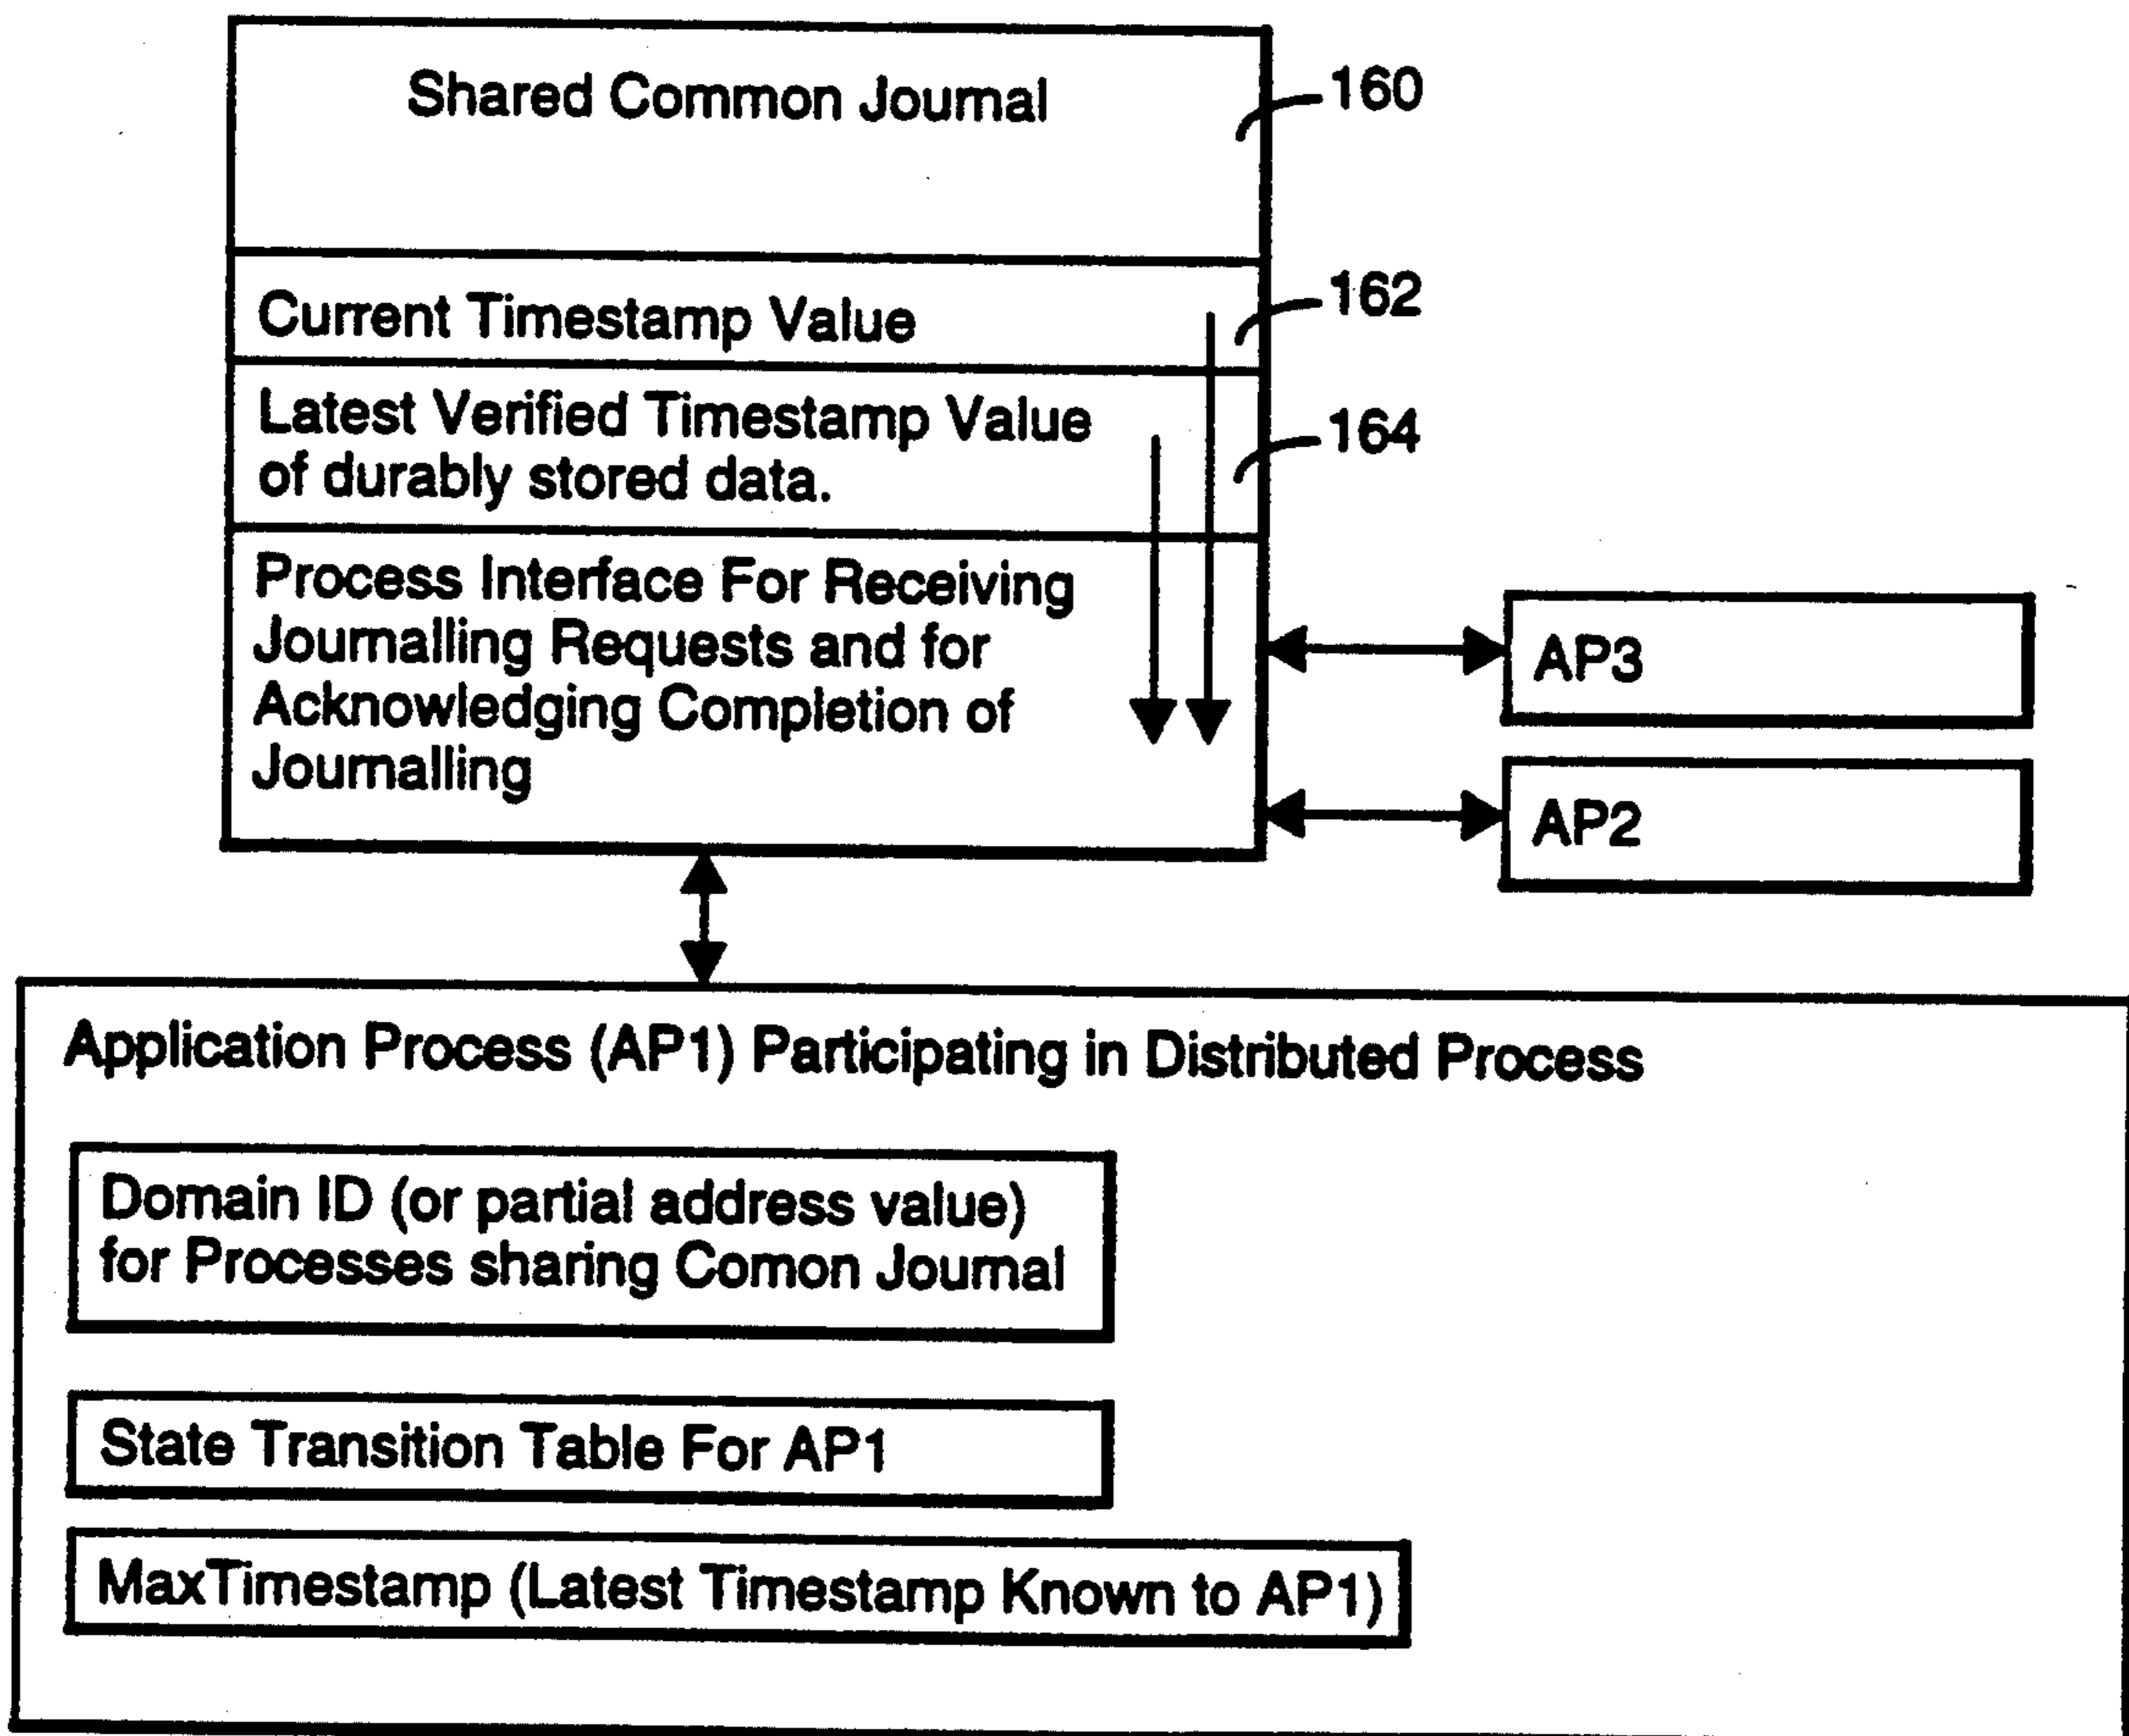 Shared Common Journal
160
Current Timestamp Value
162
Latest Verified Timestamp Value
of durably stored data.
164
Process Interface For Receiving
Journalling Requests and for
Acknowledging Completion of
Journalling
AP3
AP2
Application Process (AP1) Participating in Distributed Process
Domain ID (or partial address value)
for Processes sharing Comon Journal
State Transition Table For AP1
MaxTimestamp (Latest Timestamp Known to AP1)